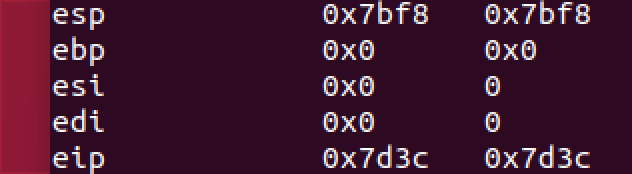 esp 0x7bf8 0x7bf8
ebp 0x0 0x0
esi 0x0 0
edi 0x0 0
eip 0x7d3c 0x7d3c